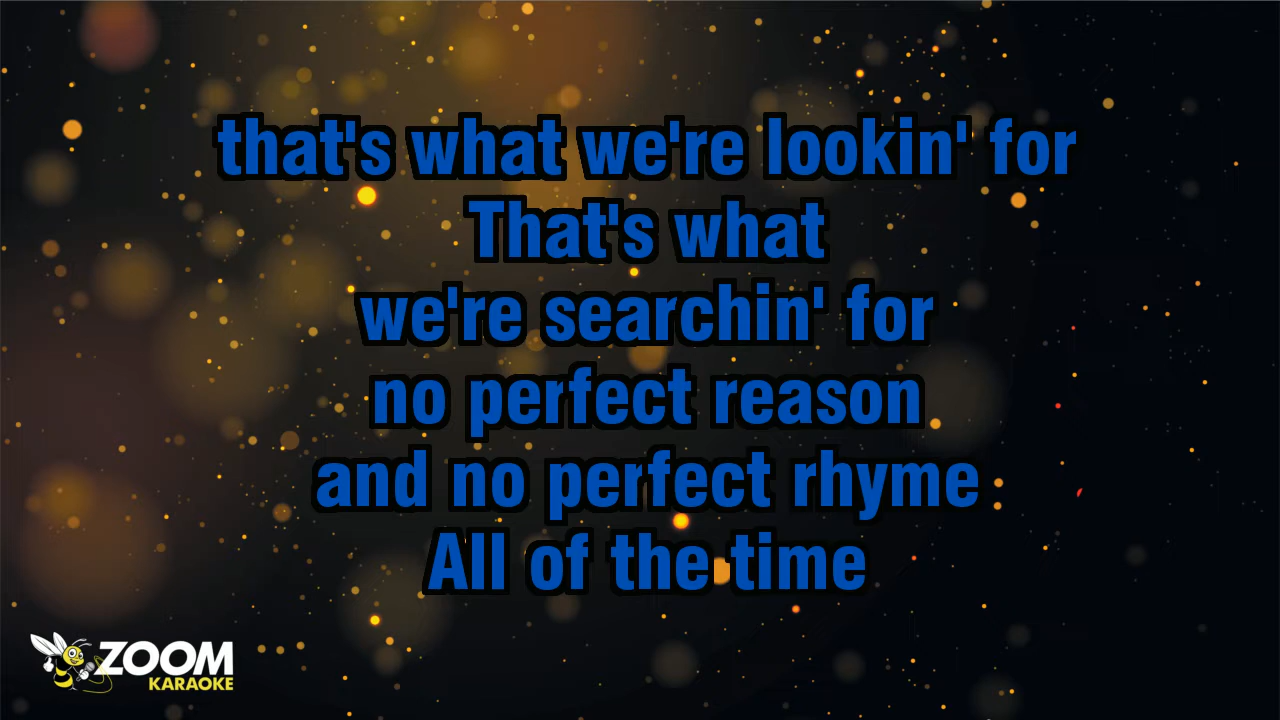 that's what we're lookin' for
That's what
we're searchin' for
no perfect reason
and no perfect rhyme
All of the time
ZOOM
KARAOKE